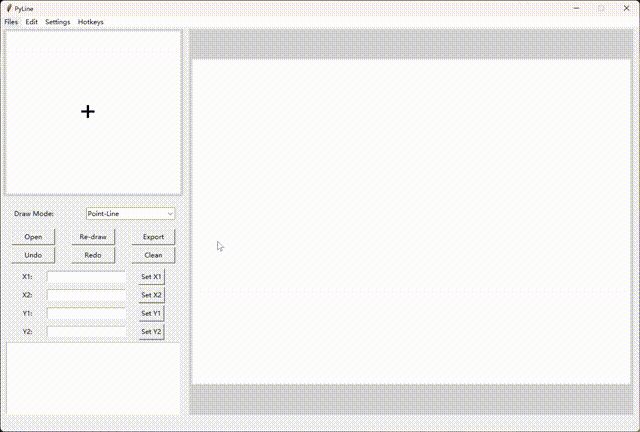 PyLine
Files Edit Settings Hotkeys
Draw Mode: Point-Line
Open Re-draw Export
Undo Redo Clean
X1: Set X1
X2: Set X2
Y1: Set Y1
Y2: Set Y2